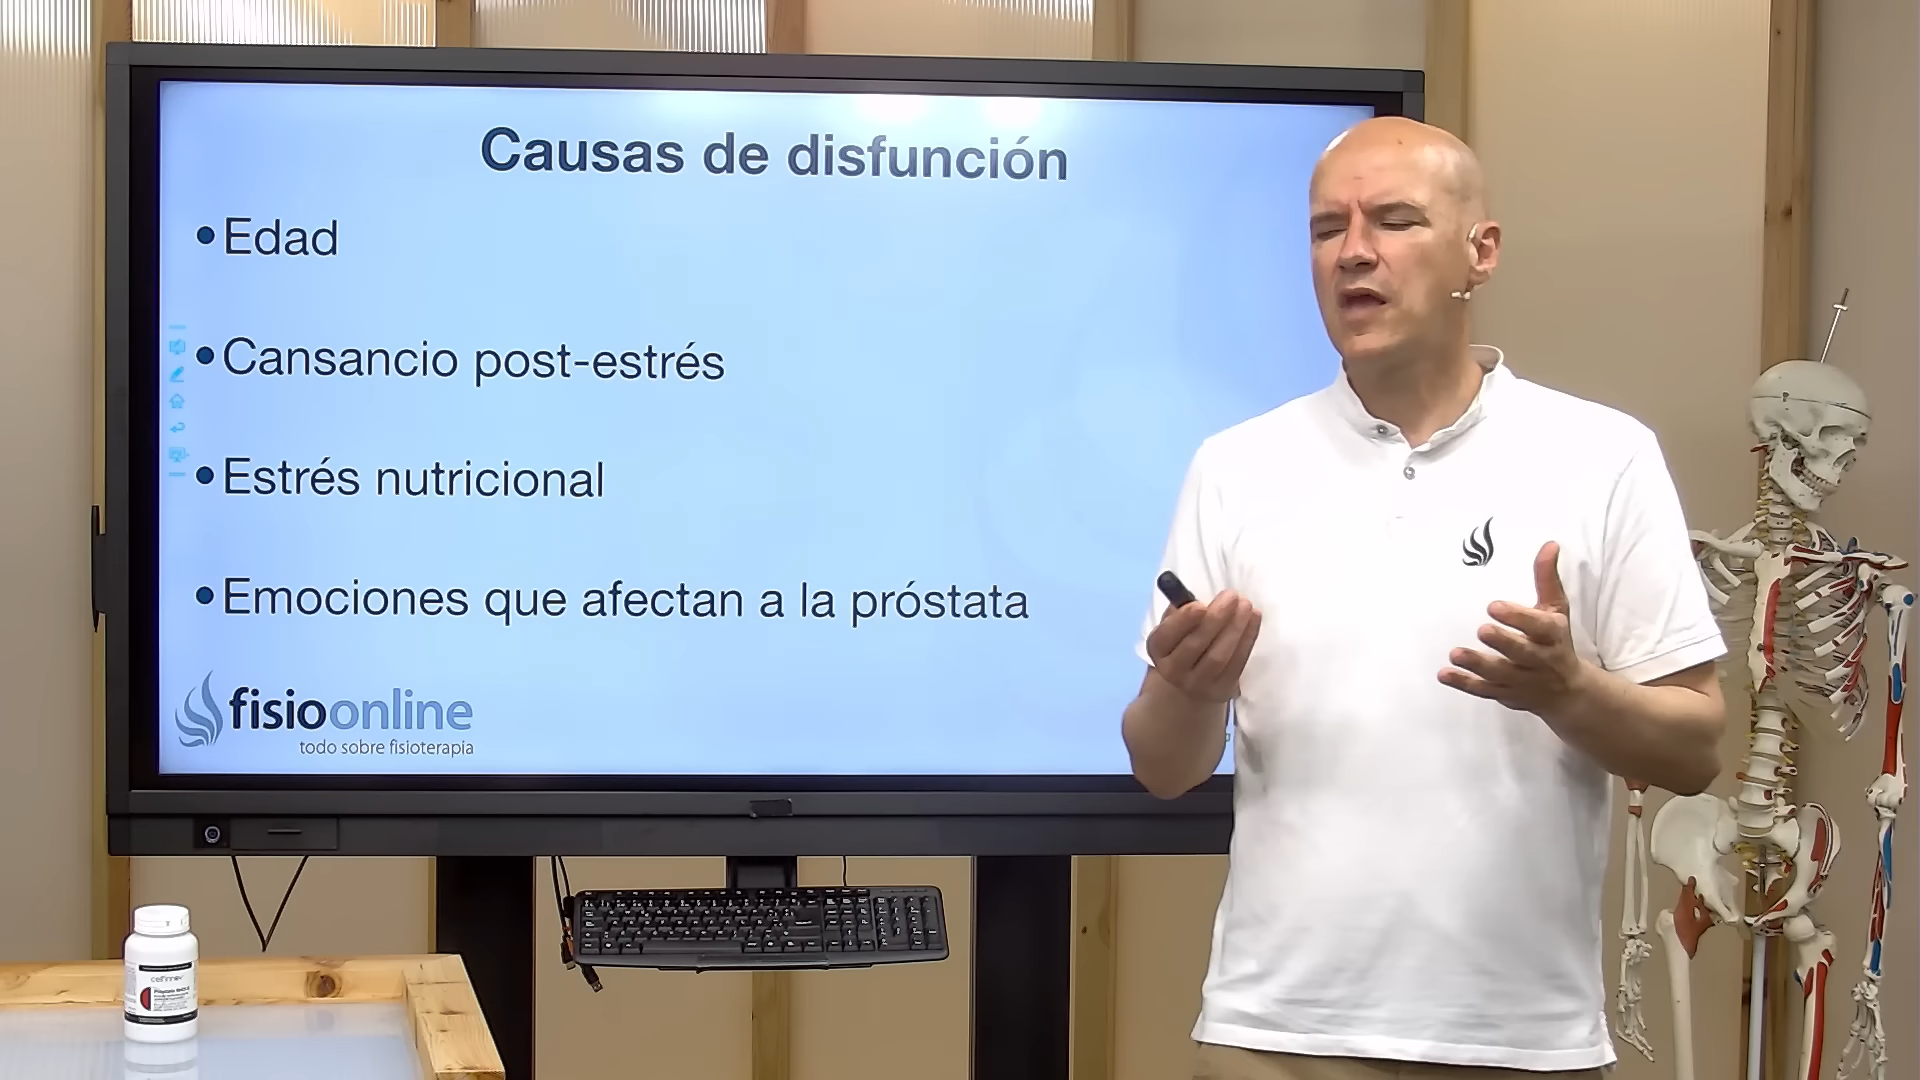 Causas de disfunción
•Edad
•Cansancio post-estrés
•Estrés nutricional
•Emociones que afectan a la próstata
fisioonline
todo sobre fisioterapia